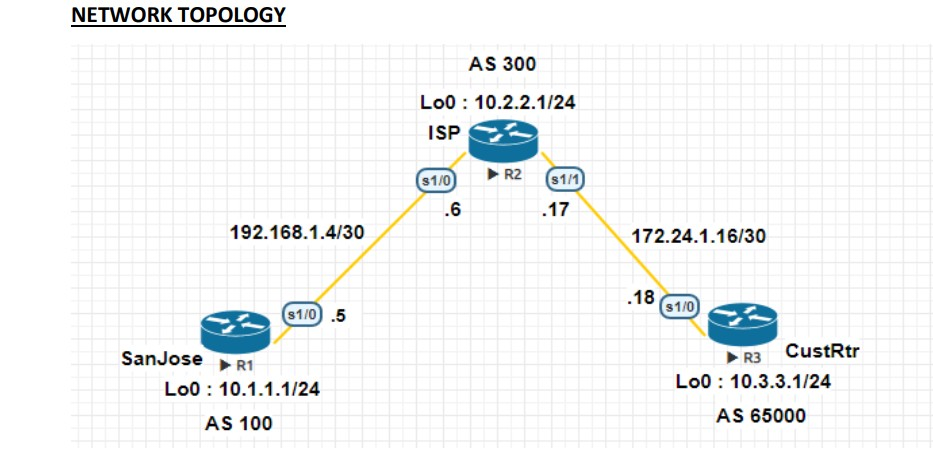 NETWORK TOPOLOGY
AS 300
Lo0 : 10.2.2.1/24
ISP
R2
s1/0
s1/1
.6
.17
192.168.1.4/30
172.24.1.16/30
.18
s1/0
s1/0
.5
SanJose
R1
R3
CustRtr
Lo0 : 10.1.1.1/24
Lo0 : 10.3.3.1/24
AS 100
AS 65000